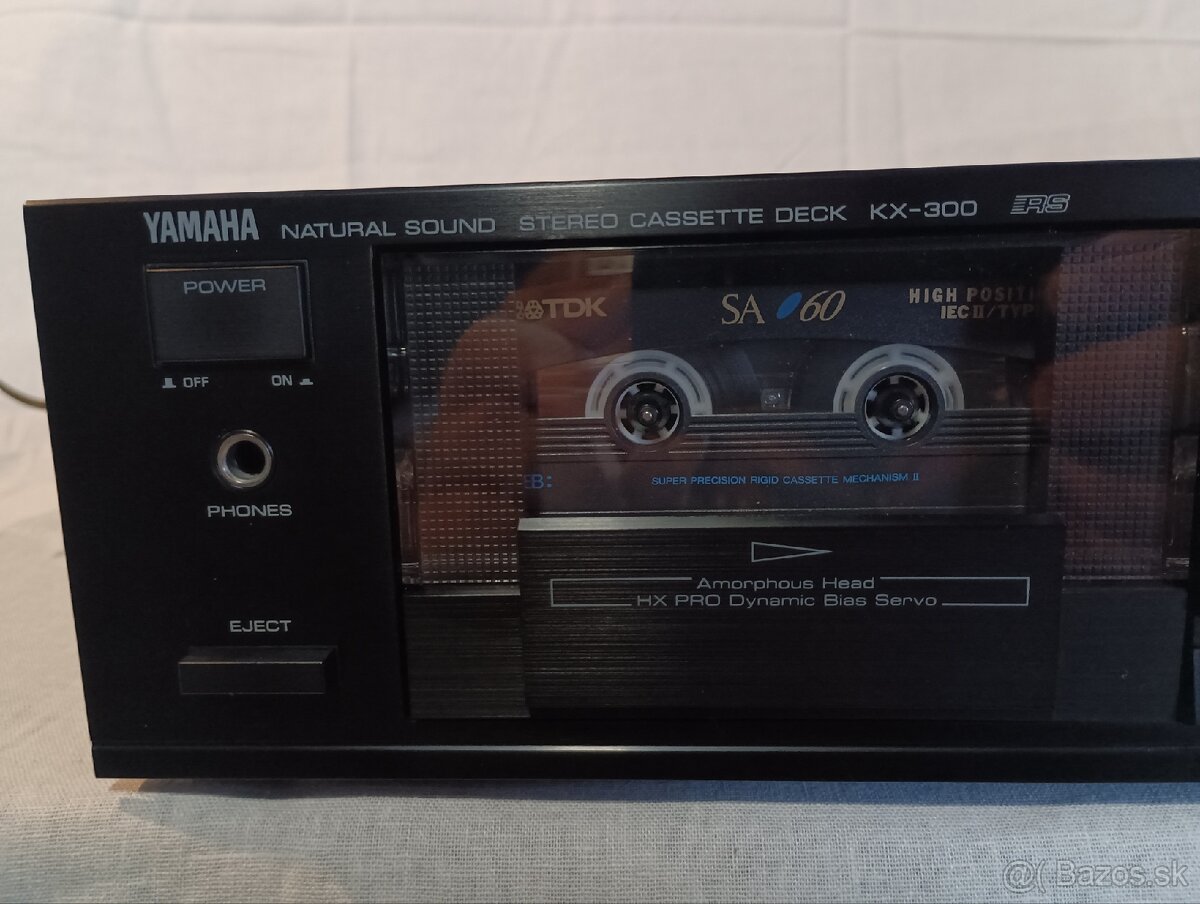 YAMAHA NATURAL SOUND STEREO CASSETTE DECK KX-300 RS
POWER
OFF ON
PHONES
EJECT
TDK SA 60 HIGH POSITI
IEC II/TYP
B:
SUPER PRECISION RIGID CASSETTE MECHANISM II
Amorphous Head
HX PRO Dynamic Bias Servo
@( Bazos.sk